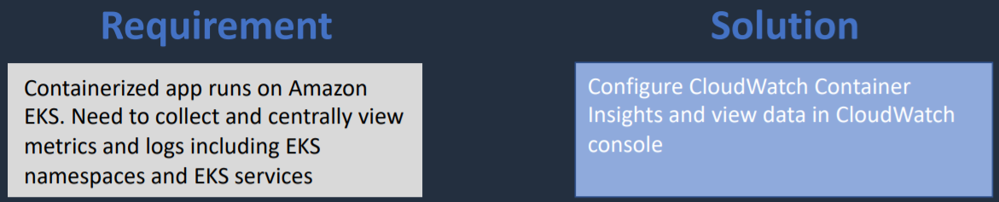 Requirement
Solution
Containerized app runs on Amazon
EKS. Need to collect and centrally view
metrics and logs including EKS
namespaces and EKS services
Configure CloudWatch Container
Insights and view data in CloudWatch
console